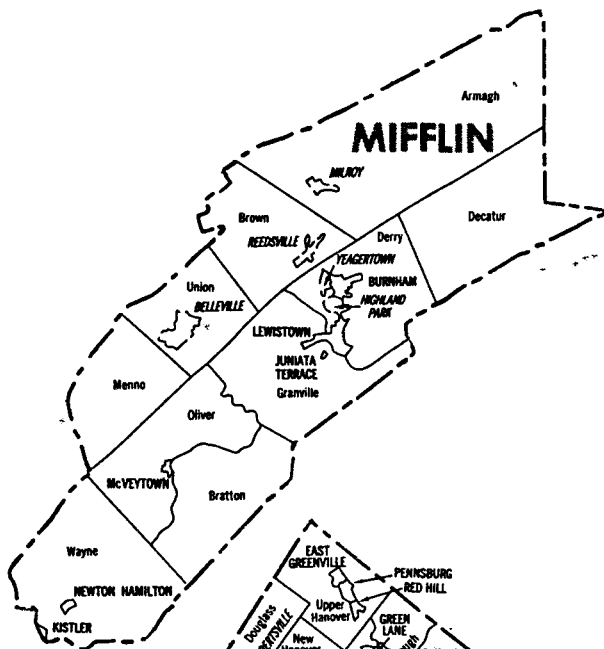 Armagh
MIFFLIN
MILROY
Brown
Decatur
REEDSVILLE
Derry
YEAGERTOWN
BURNHAM
Union
BELLEVILLE
HIGHLAND
PARK
LEWISTOWN
JUNIATA
TERRACE
Menno
Granville
Oliver
McVEYTOWN
Bratton
Wayne
NEWTON HAMILTON
KISTLER
EAST
GREENVILLE
PENNSBURG
RED HILL
Upper
Hanover
Douglass
GREEN
LANE
New